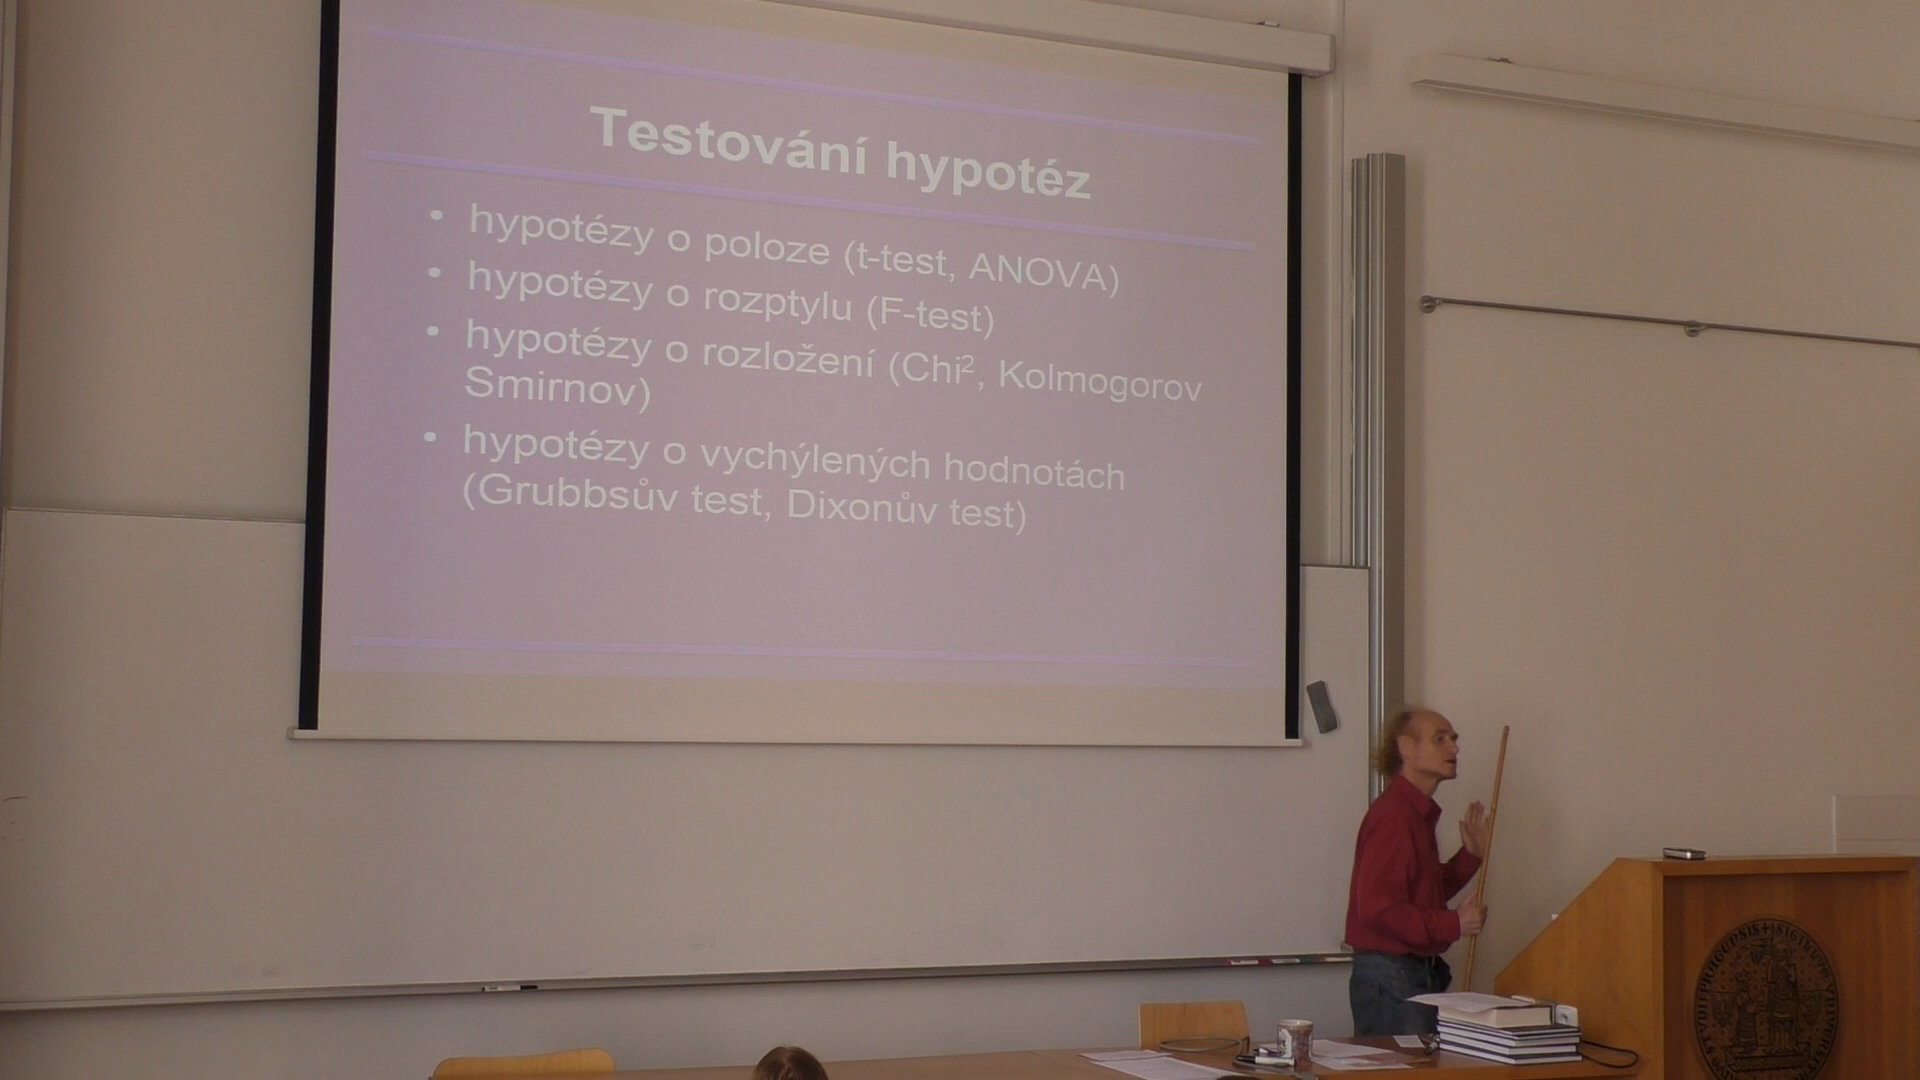 Testování hypotéz
• hypotézy o poloze (t-test, ANOVA)
• hypotézy o rozptylu (F-test)
• hypotézy o rozložení (Chi², Kolmogorov
Smirnov)
• hypotézy o vychýlených hodnotách
(Grubbsův test, Dixonův test)